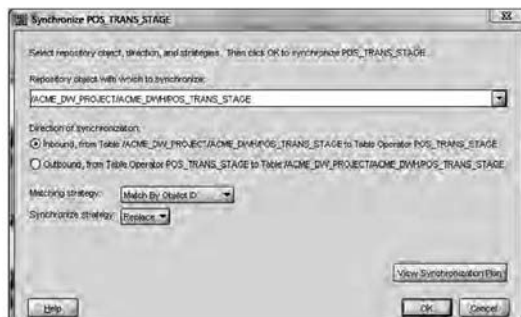 Synchronize POS_TRANS_STAGE
Select repository object, direction, and strategies. Then click OK to synchronize POS_TRANS_STAGE.
Repository object with which to synchronize:
/ACME_DW_PROJECT/ACME_DWH/POS_TRANS_STAGE
Direction of synchronization:
Inbound, from Table /ACME_DW_PROJECT/ACME_DWH/POS_TRANS_STAGE to Table Operator POS_TRANS_STAGE
Outbound, from Table Operator POS_TRANS_STAGE to Table /ACME_DW_PROJECT/ACME_DWH/POS_TRANS_STAGE
Matching strategy: Match By Object ID
Synchronize strategy: Replace
View Synchronization Plan
Help OK Cancel